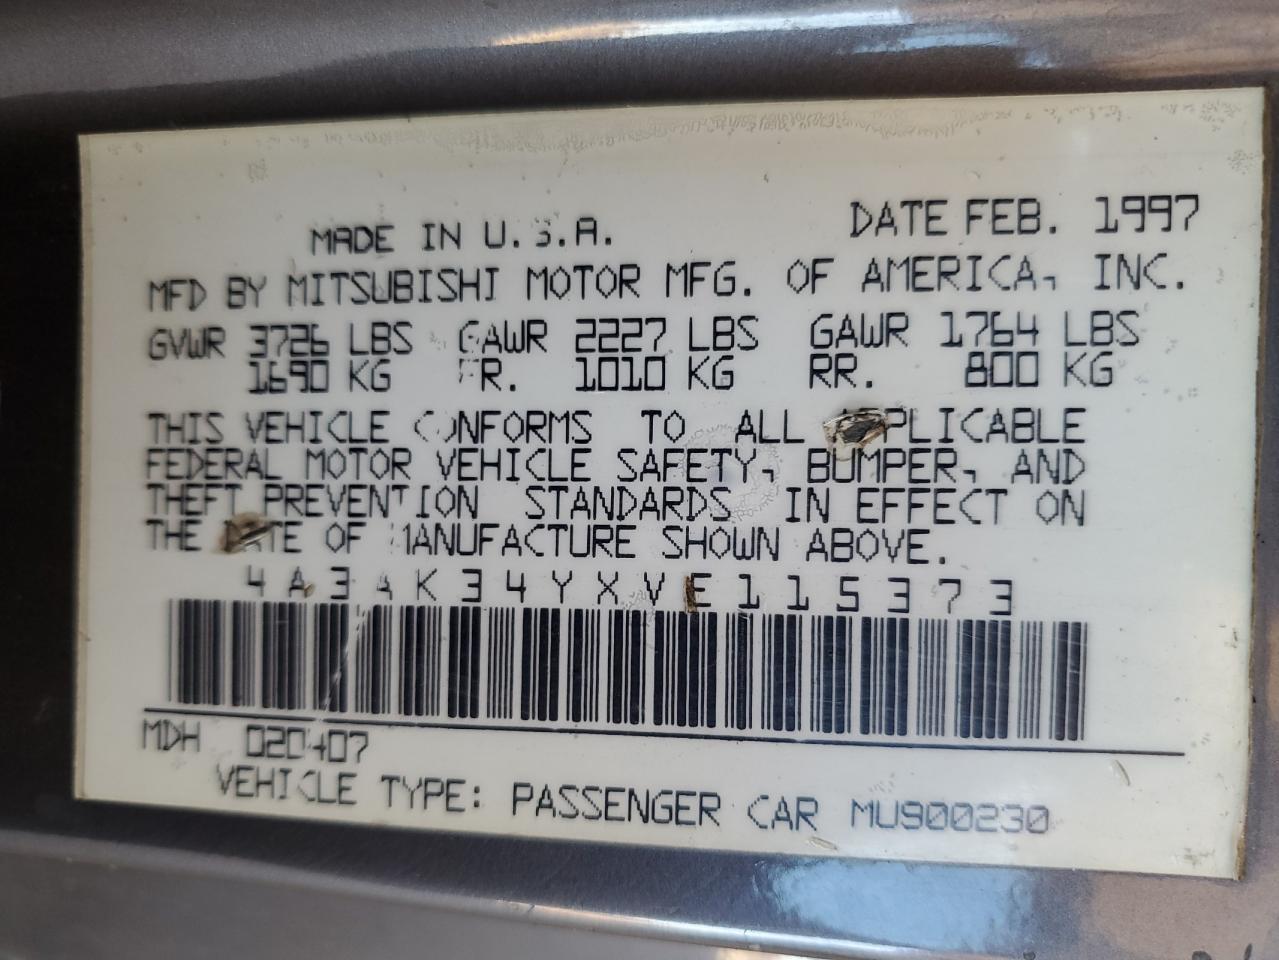 MADE IN U.S.A. DATE FEB. 1997
MFD BY MITSUBISHI MOTOR MFG. OF AMERICA, INC.
GVWR 3726 LBS GAWR 2227 LBS GAWR 1764 LBS
1690 KG FR. 1010 KG RR. 800 KG
THIS VEHICLE CONFORMS TO ALL APPLICABLE
FEDERAL MOTOR VEHICLE SAFETY, BUMPER, AND
THEFT PREVENTION STANDARDS IN EFFECT ON
THE DATE OF MANUFACTURE SHOWN ABOVE.
4A3AK34YXVE115373
MDH 020407
VEHICLE TYPE: PASSENGER CAR MU900230